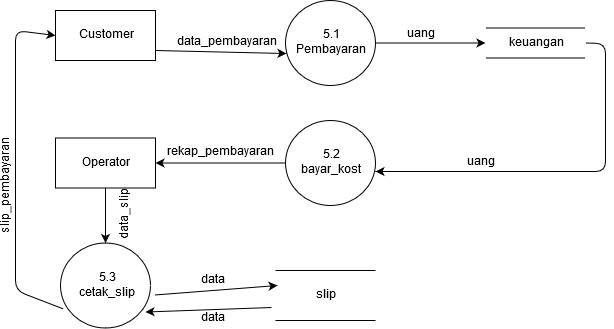 Customer
data_pembayaran
5.1
Pembayaran
uang
keuangan
slip_pembayaran
Operator
rekap_pembayaran
5.2
bayar_kost
uang
data_slip
5.3
cetak_slip
data
slip
data